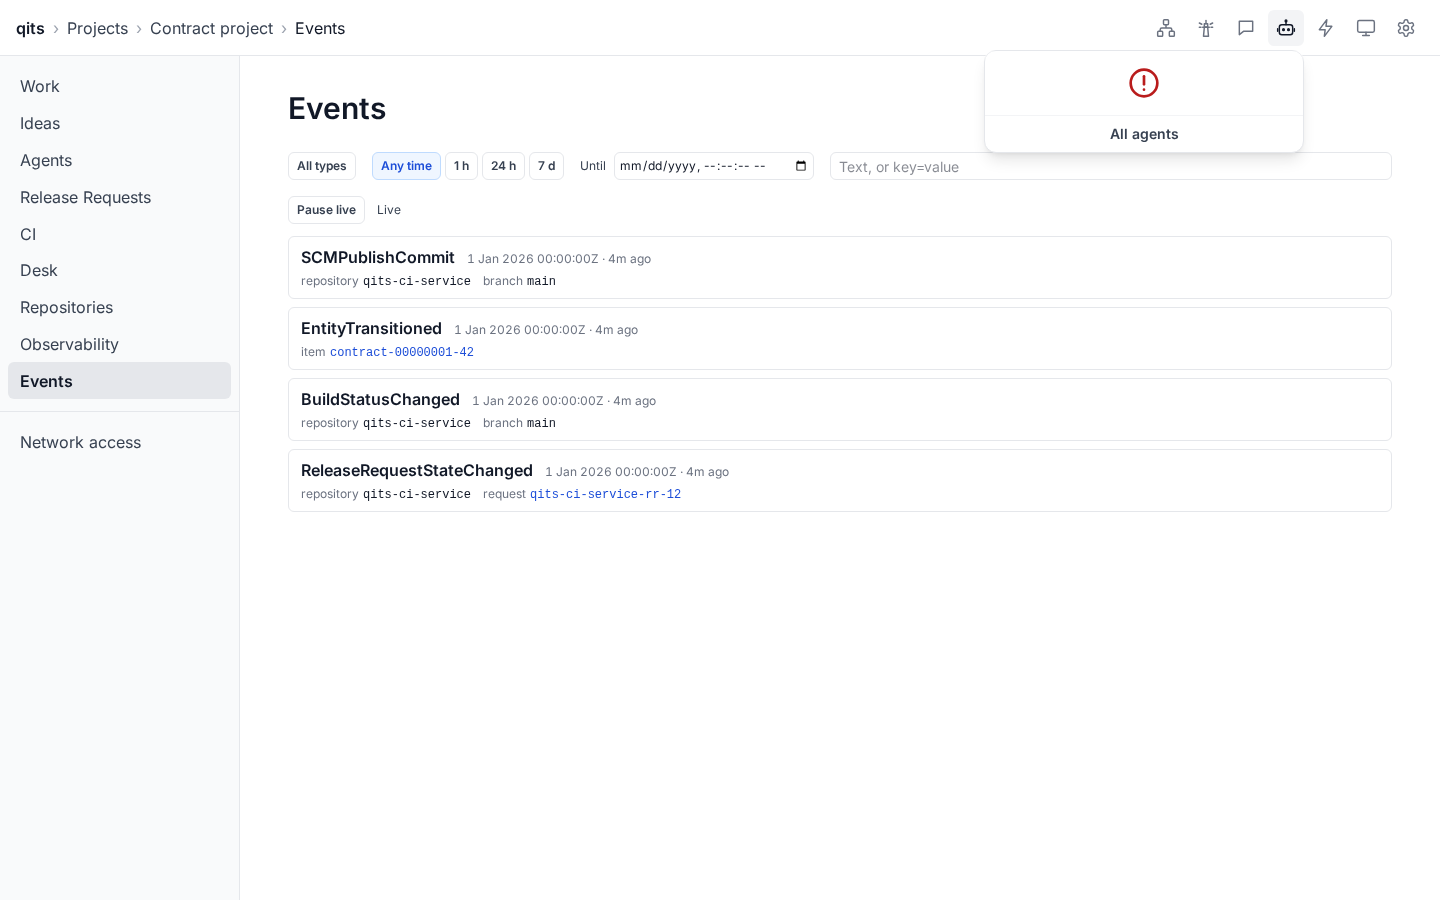 qits › Projects › Contract project › Events
All agents
Work
Ideas
Agents
Release Requests
CI
Desk
Repositories
Observability
Events
Network access
Events
All types Any time 1 h 24 h 7 d Until mm/dd/yyyy, --:--:-- -- Text, or key=value
Pause live Live
SCMPublishCommit 1 Jan 2026 00:00:00Z · 4m ago
repository qits-ci-service branch main
EntityTransitioned 1 Jan 2026 00:00:00Z · 4m ago
item contract-00000001-42
BuildStatusChanged 1 Jan 2026 00:00:00Z · 4m ago
repository qits-ci-service branch main
ReleaseRequestStateChanged 1 Jan 2026 00:00:00Z · 4m ago
repository qits-ci-service request qits-ci-service-rr-12